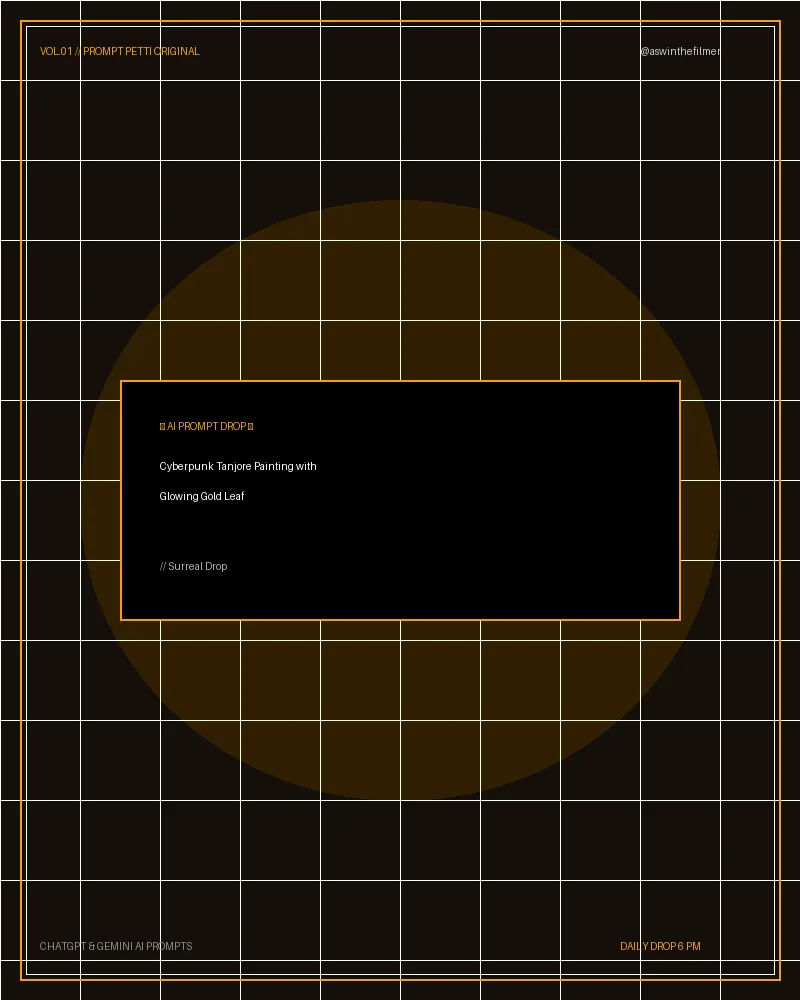 VOL.01 // PROMPT PETTI ORIGINAL
@aswinthefilmer
AI PROMPT DROP
Cyberpunk Tanjore Painting with
Glowing Gold Leaf
// Surreal Drop
CHATGPT & GEMINI AI PROMPTS
DAILY DROP 6 PM